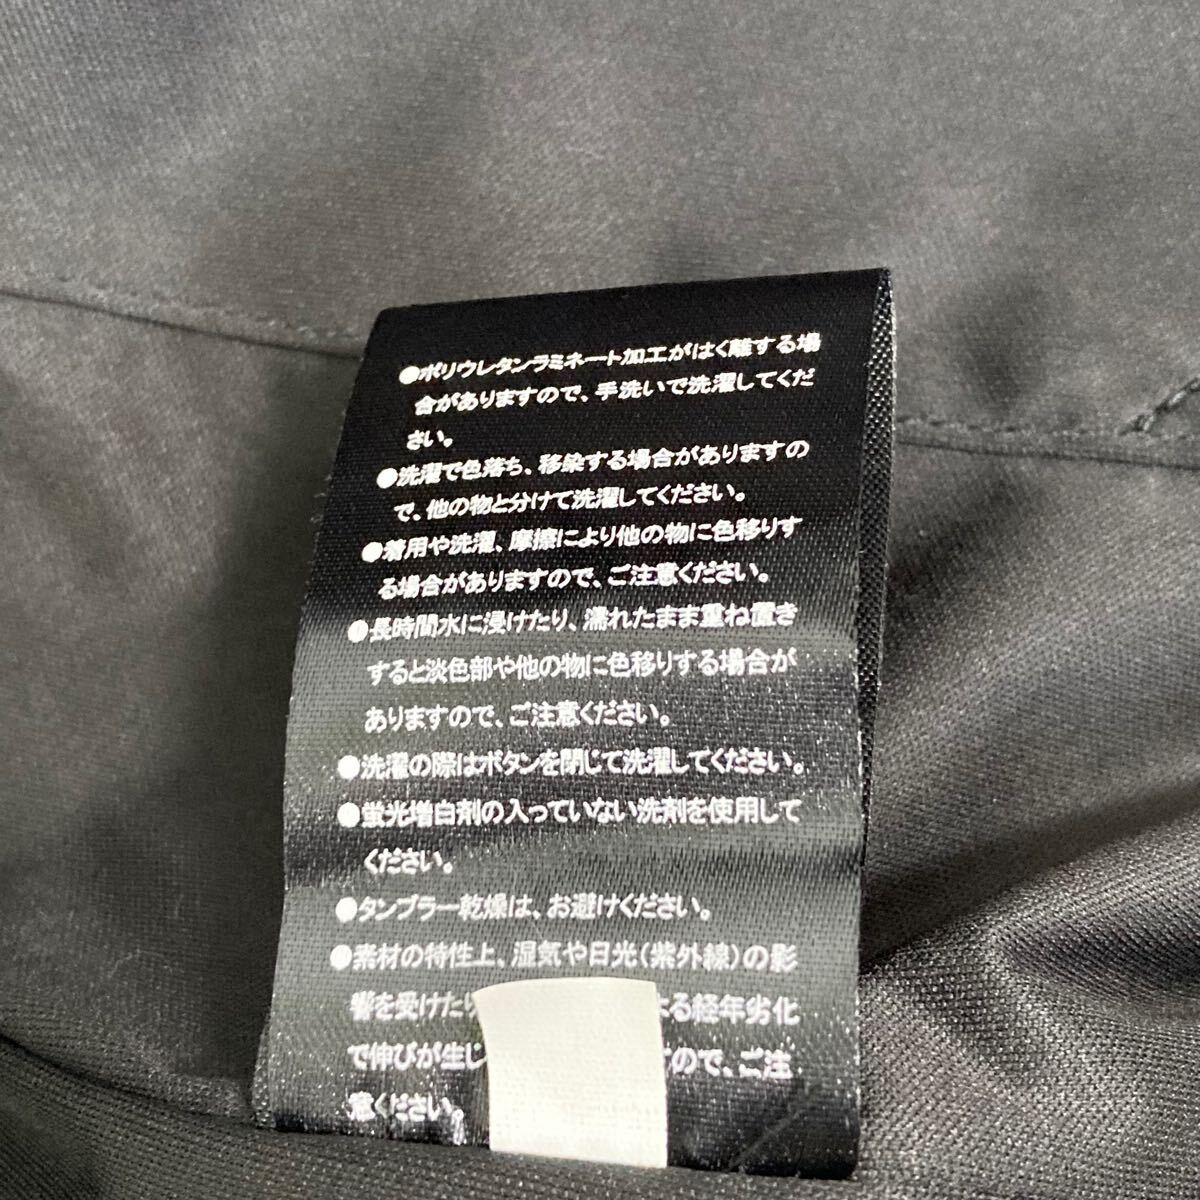 ●ポリウレタンラミネート加工がはく離する場
合がありますので、手洗いで洗濯してくだ
さい。
●洗濯で色落ち、移染する場合がありますの
で、他の物と分けて洗濯してください。
●着用や洗濯、摩擦により他の物に色移りす
る場合がありますので、ご注意ください。
●長時間水に浸けたり、濡れたまま重ね置き
すると淡色部や他の物に色移りする場合が
ありますので、ご注意ください。
●洗濯の際はボタンを閉じて洗濯してください。
●蛍光増白剤の入っていない洗剤を使用して
ください。
●タンブラー乾燥は、お避けください。
●素材の特性上、湿気や日光(紫外線)の影
響を受けたり よる経年劣化
で伸びが生じ すので、ご注
意ください。